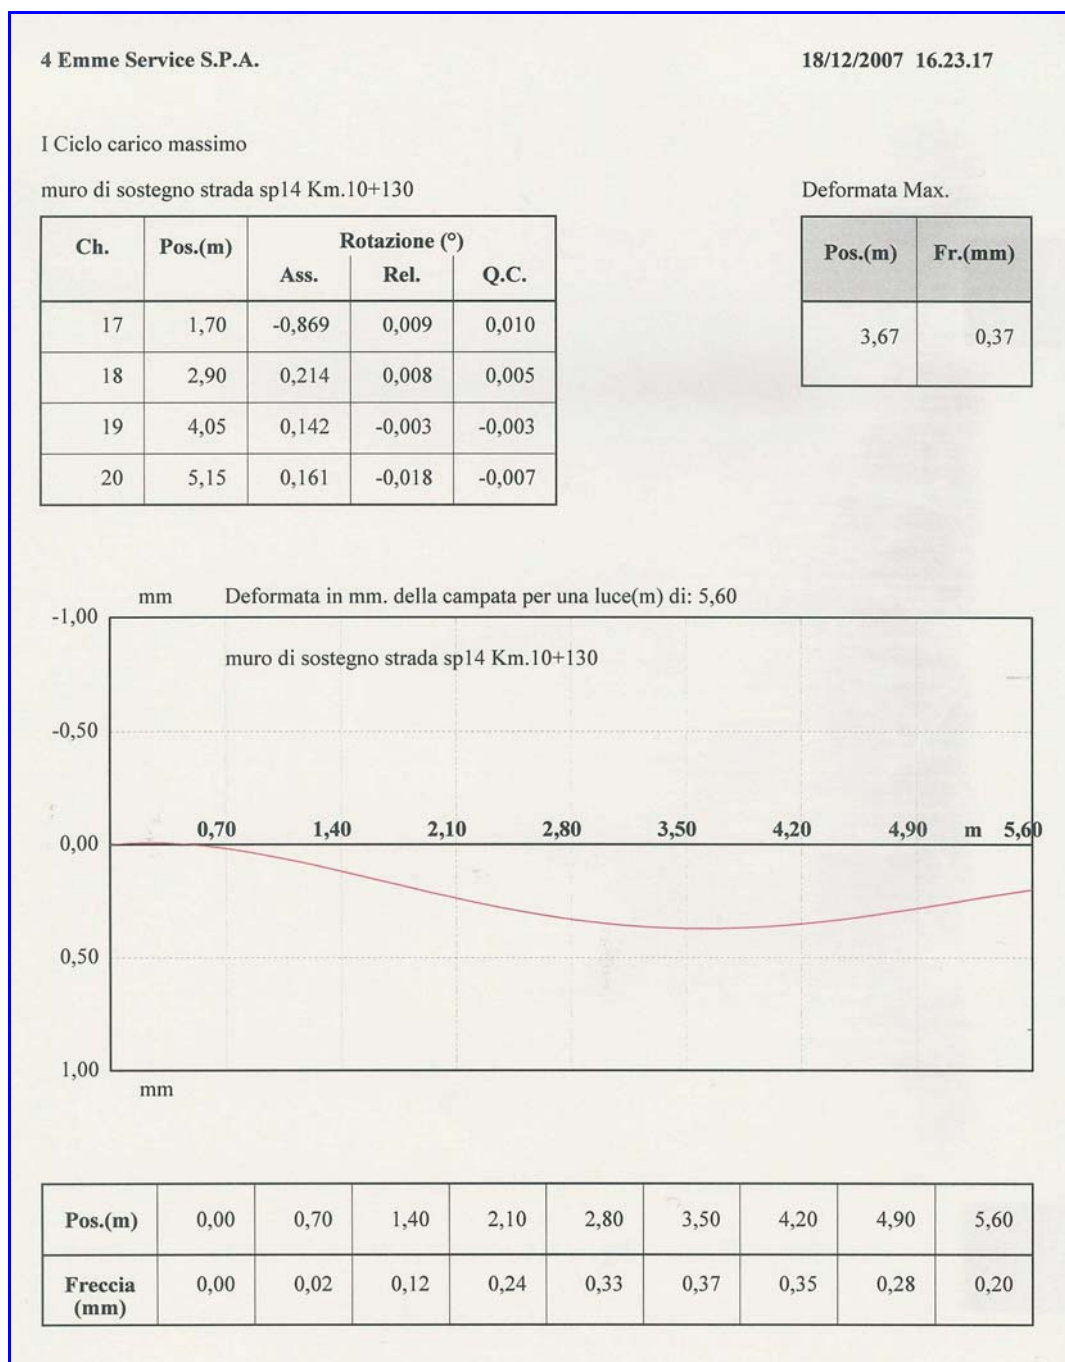 4 Emme Service S.P.A. 18/12/2007 16.23.17
I Ciclo carico massimo
muro di sostegno strada sp14 Km.10+130 Deformata Max.
Ch. Pos.(m) Rotazione (°)
Ass. Rel. Q.C.
17 1,70 -0,869 0,009 0,010
18 2,90 0,214 0,008 0,005
19 4,05 0,142 -0,003 -0,003
20 5,15 0,161 -0,018 -0,007
Pos.(m) Fr.(mm)
3,67 0,37
mm Deformata in mm. della campata per una luce(m) di: 5,60
-1,00
muro di sostegno strada sp14 Km.10+130
-0,50
0,70 1,40 2,10 2,80 3,50 4,20 4,90 m 5,60
0,00
0,50
1,00
mm
Pos.(m) 0,00 0,70 1,40 2,10 2,80 3,50 4,20 4,90 5,60
Freccia 0,00 0,02 0,12 0,24 0,33 0,37 0,35 0,28 0,20
(mm)